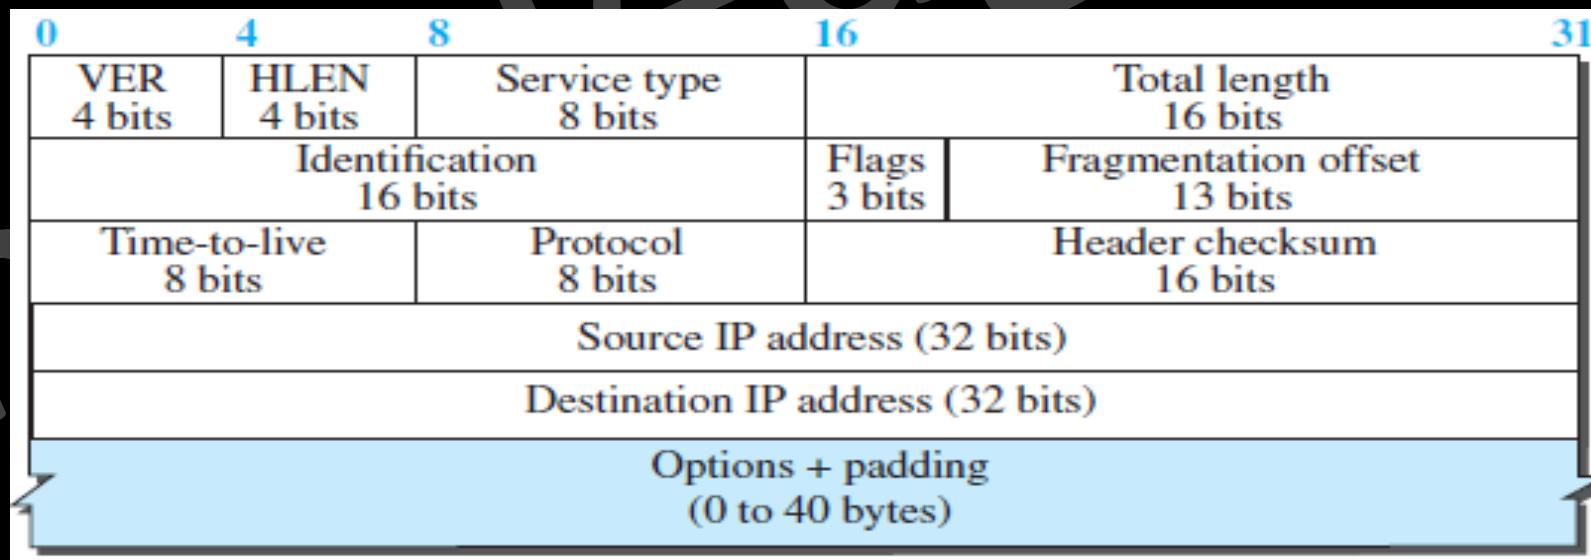 0 4 8 16 31
VER HLEN Service type Total length
4 bits 4 bits 8 bits 16 bits
Identification Flags Fragmentation offset
16 bits 3 bits 13 bits
Time-to-live Protocol Header checksum
8 bits 8 bits 16 bits
Source IP address (32 bits)
Destination IP address (32 bits)
Options + padding
(0 to 40 bytes)